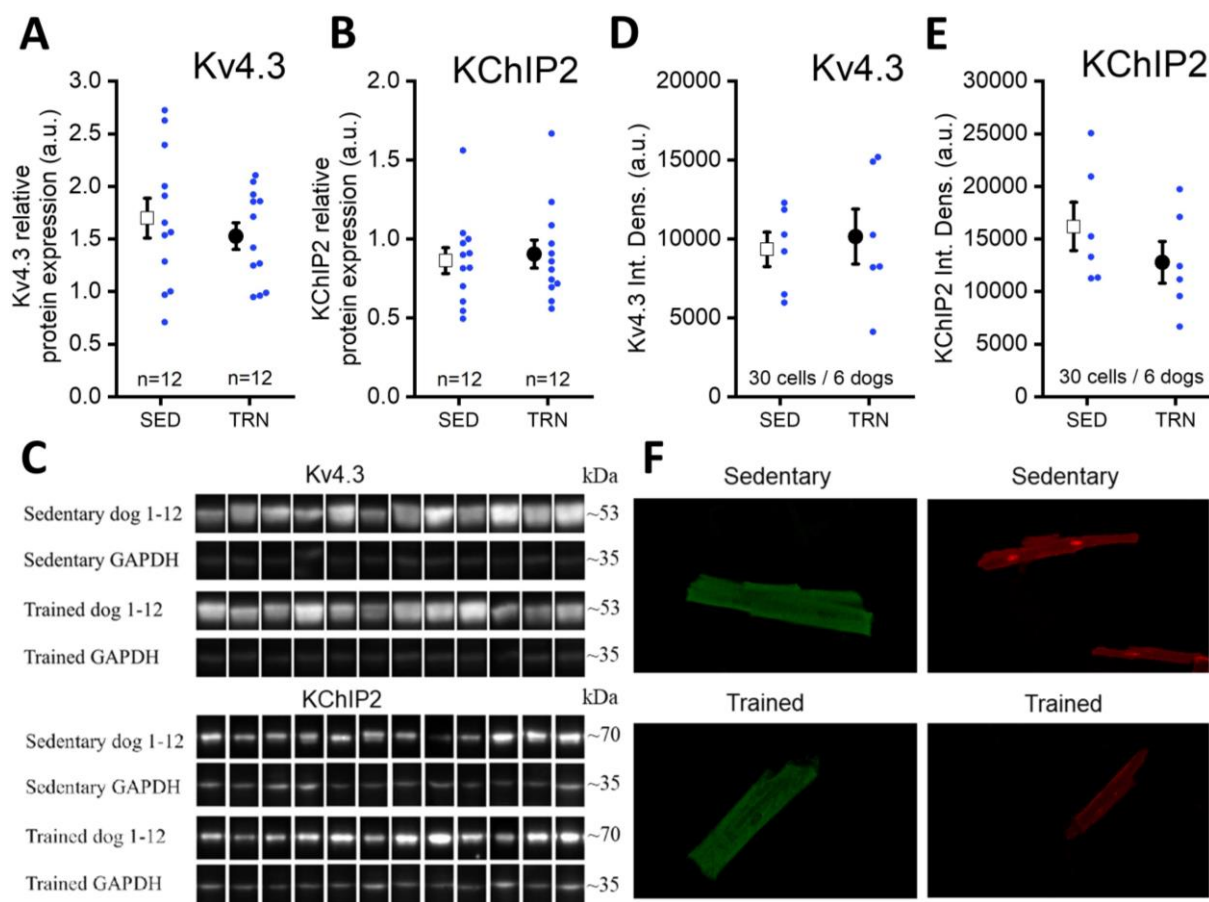 A
Kv4.3
Kv4.3 relative
protein expression (a.u.)
3.0
2.5
2.0
1.5
1.0
0.5
0.0
n=12
n=12
SED
TRN
B
KChIP2
KChIP2 relative
protein expression (a.u.)
2.0
1.5
1.0
0.5
0.0
n=12
n=12
SED
TRN
D
Kv4.3
Kv4.3 Int. Dens. (a.u.)
20000
15000
10000
5000
0
30 cells / 6 dogs
SED
TRN
E
KChIP2
KChIP2 Int. Dens. (a.u.)
30000
25000
20000
15000
10000
5000
0
30 cells / 6 dogs
SED
TRN
C
Kv4.3
kDa
Sedentary dog 1-12
~53
Sedentary GAPDH
~35
Trained dog 1-12
~53
Trained GAPDH
~35
KChIP2
kDa
Sedentary dog 1-12
~70
Sedentary GAPDH
~35
Trained dog 1-12
~70
Trained GAPDH
~35
F
Sedentary
Sedentary
Trained
Trained